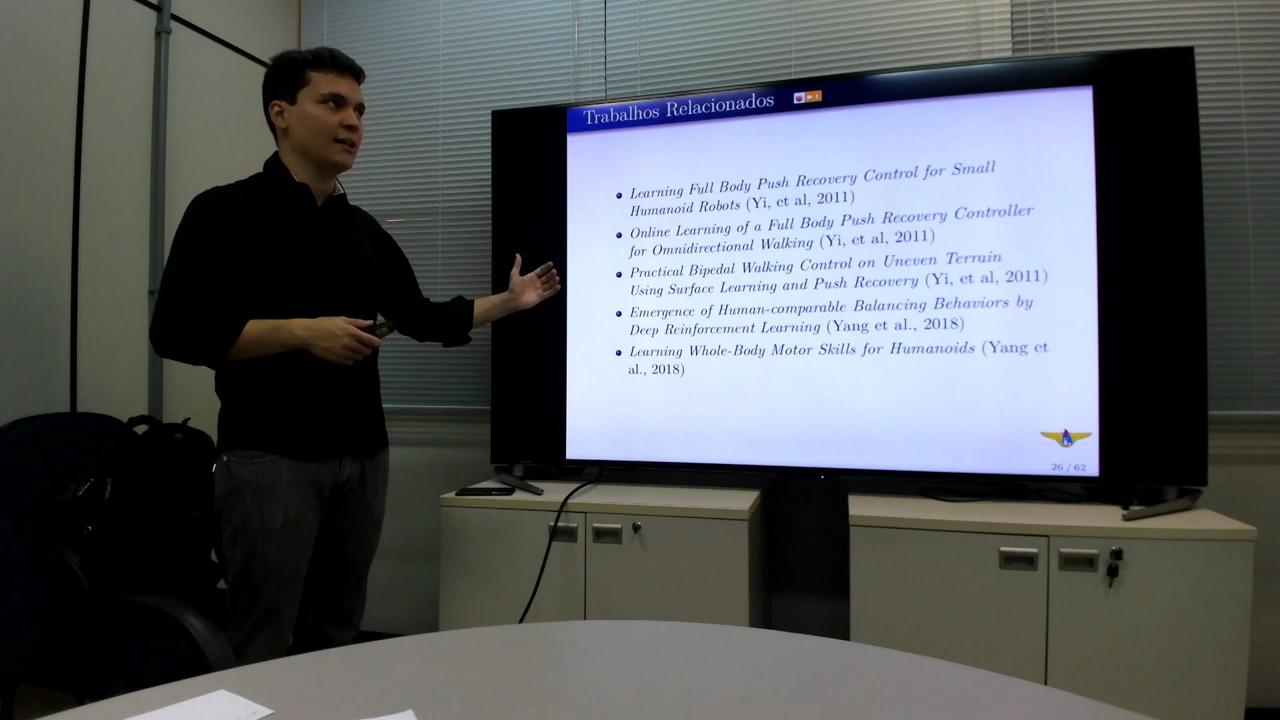 Trabalhos Relacionados
Learning Full Body Push Recovery Control for Small
Humanoid Robots (Yi, et al, 2011)
Online Learning of a Full Body Push Recovery Controller
for Omnidirectional Walking (Yi, et al, 2011)
Practical Bipedal Walking Control on Uneven Terrain
Using Surface Learning and Push Recovery (Yi, et al, 2011)
Emergence of Human-comparable Balancing Behaviors by
Deep Reinforcement Learning (Yang et al., 2018)
Learning Whole-Body Motor Skills for Humanoids (Yang et
al., 2018)
26 / 62